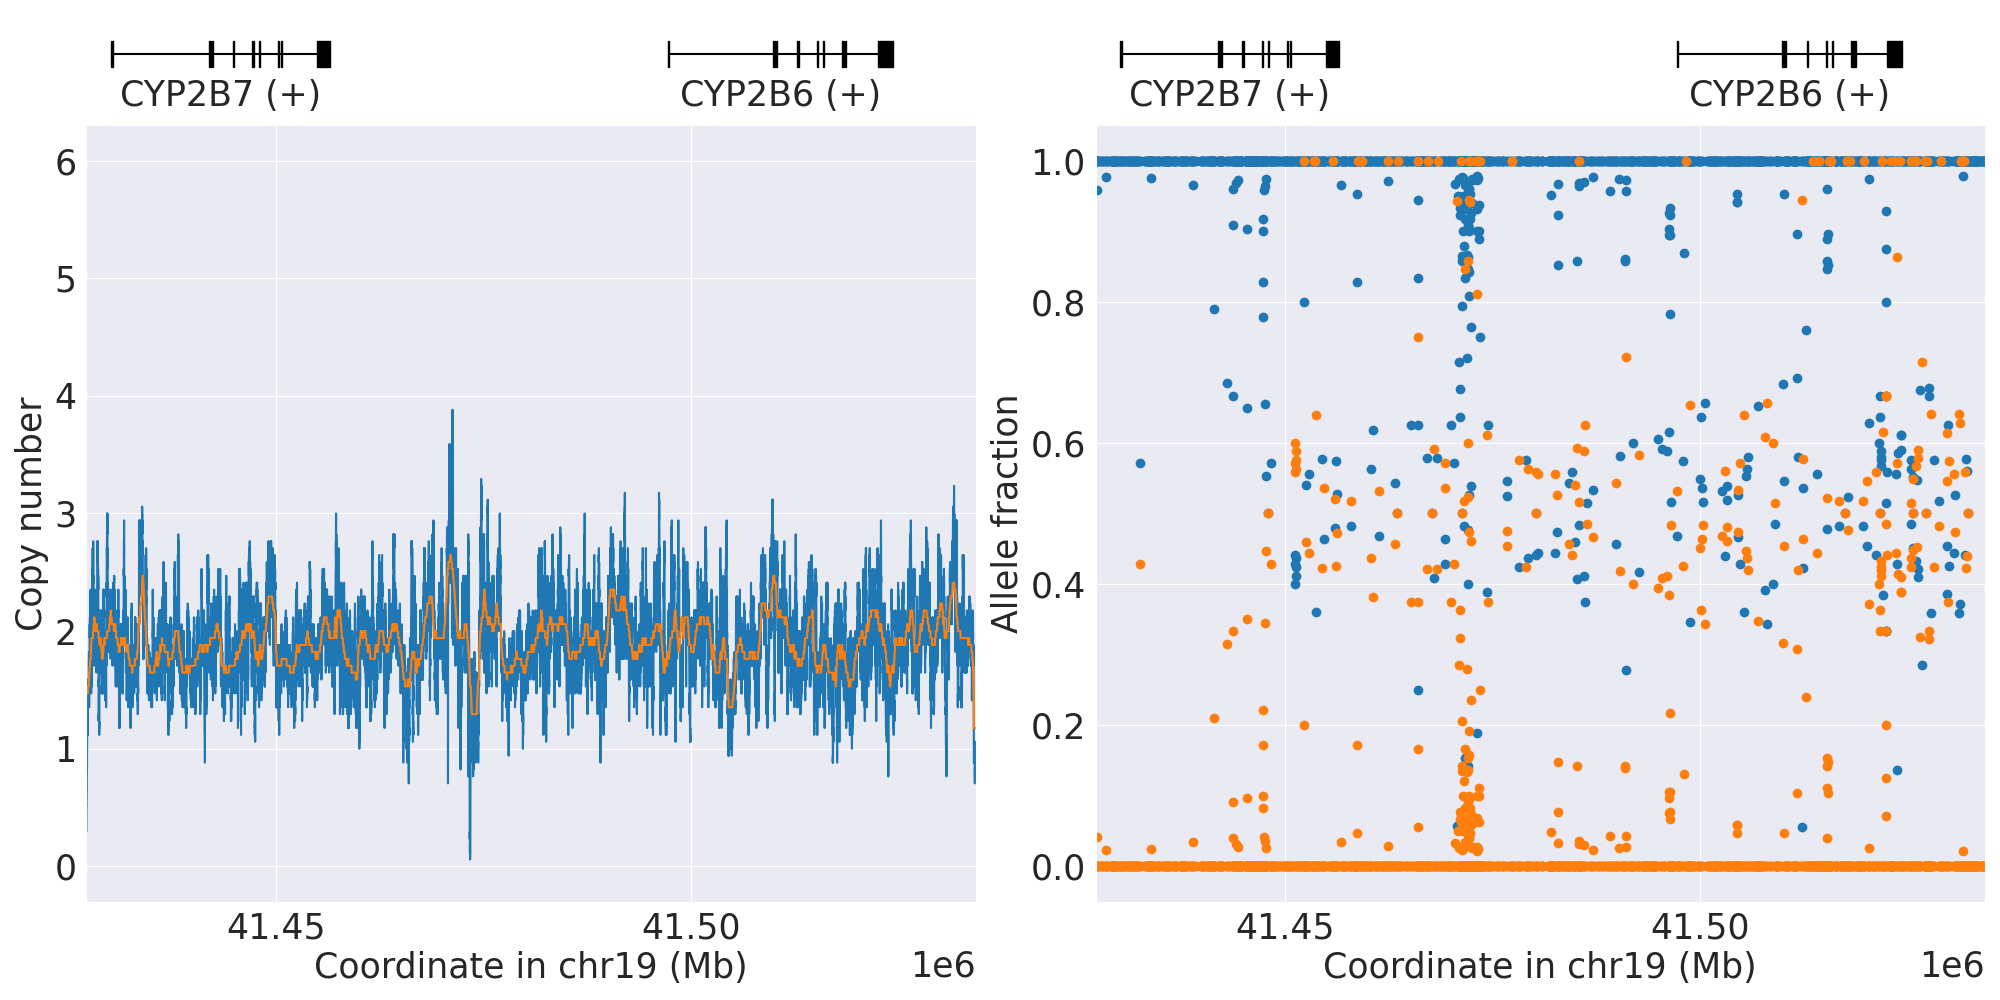 CYP2B7 (+)
CYP2B6 (+)
6
5
4
3
2
1
0
Copy number
41.45
41.50
Coordinate in chr19 (Mb)
1e6
CYP2B7 (+)
CYP2B6 (+)
1.0
0.8
0.6
0.4
0.2
0.0
Allele fraction
41.45
41.50
Coordinate in chr19 (Mb)
1e6